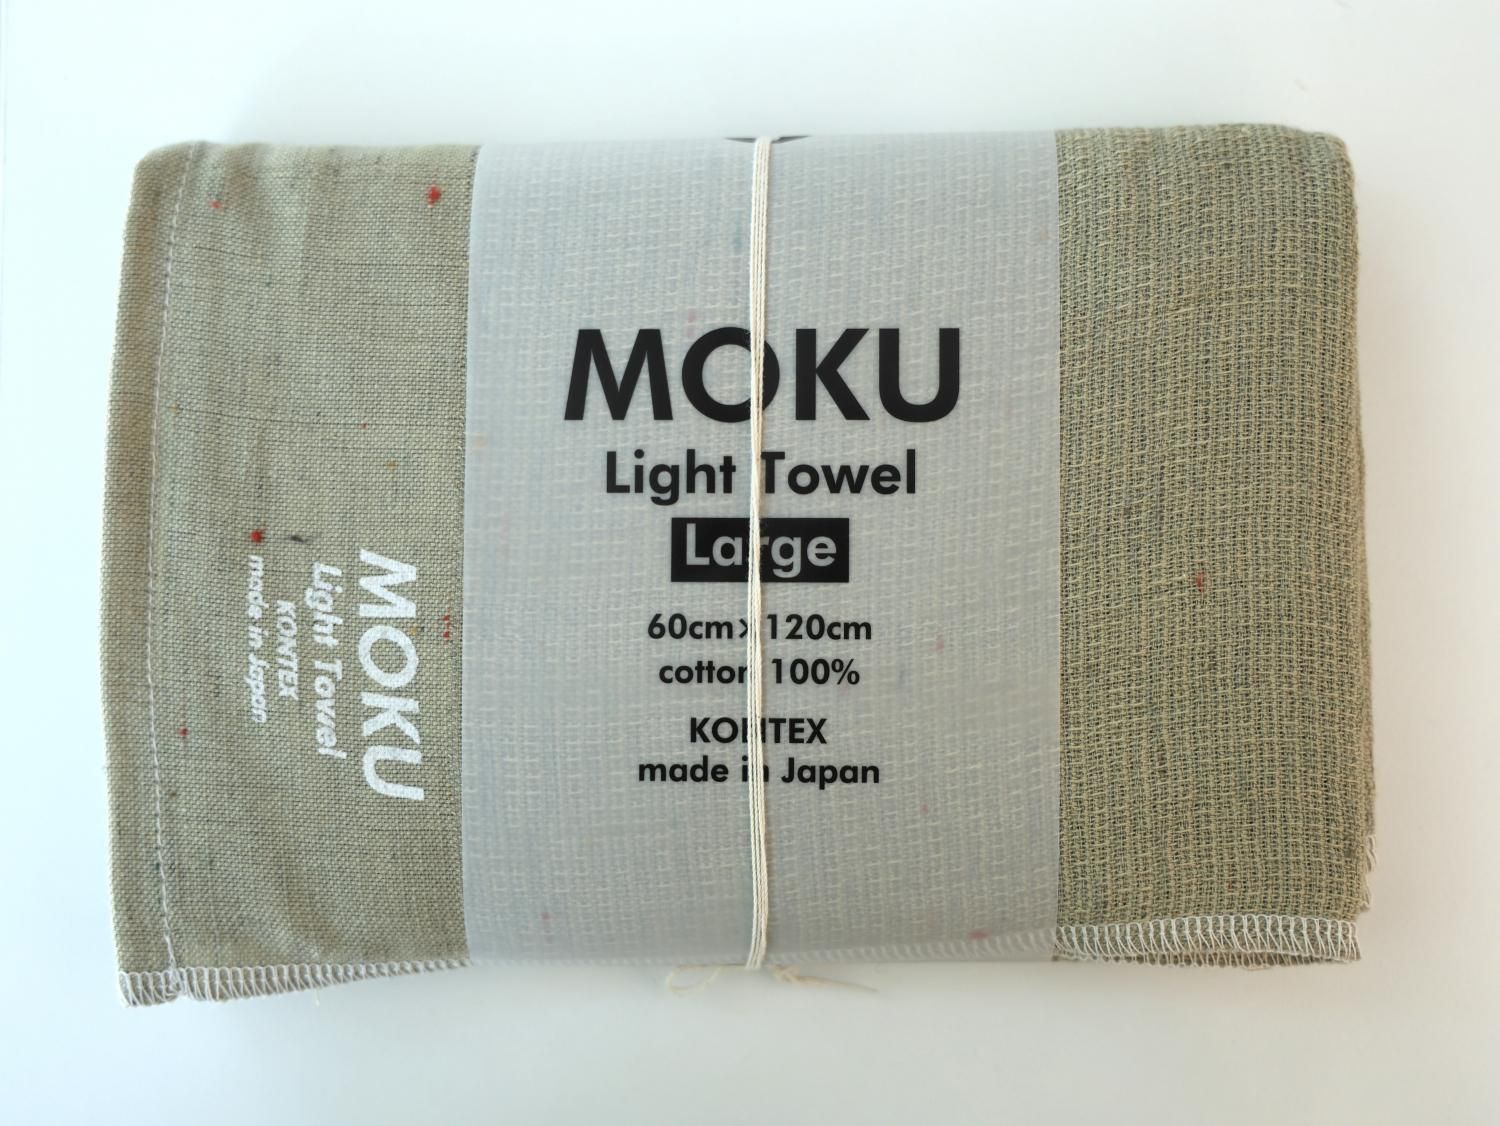 MOKU
Light Towel
Large
60cm×120cm
cotton 100%
KONTEX
made in Japan
MOKU
Light Towel
KONTEX
made in Japan